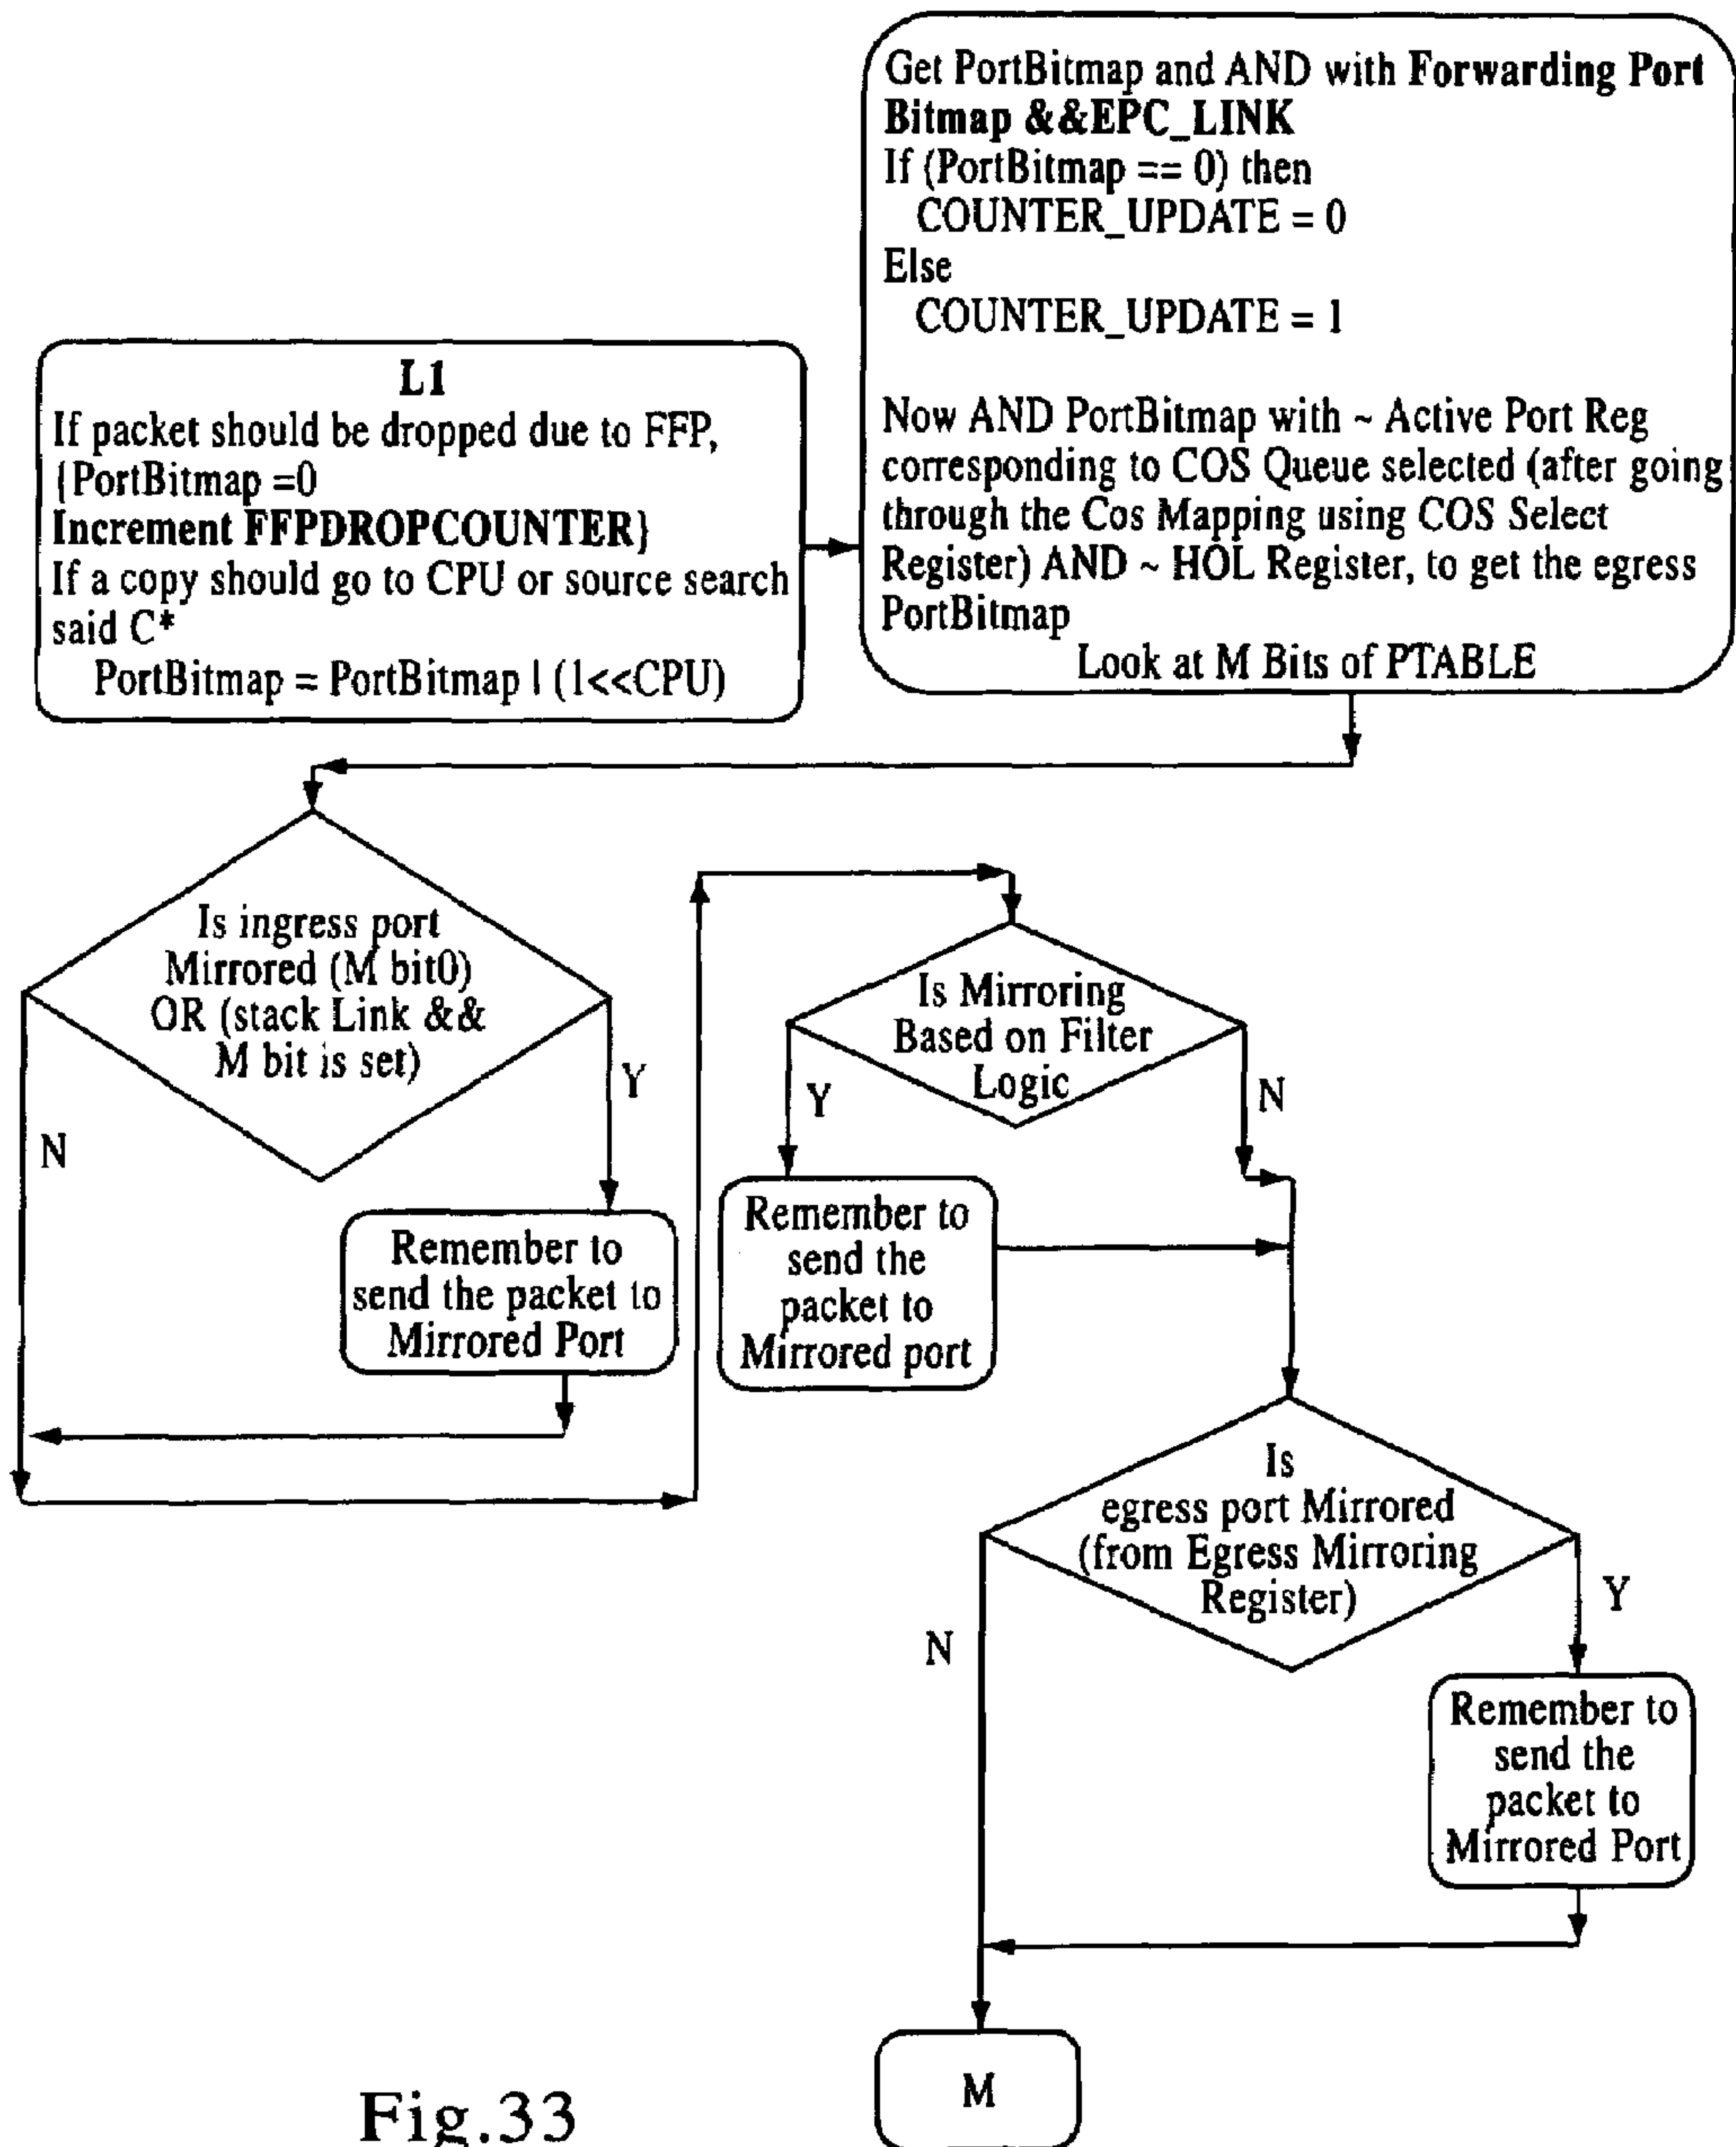 L1
If packet should be dropped due to FFP,
{PortBitmap =0
Increment FFPDROPCOUNTER}
If a copy should go to CPU or source search
said C*
PortBitmap = PortBitmap | (1<<CPU)
Get PortBitmap and AND with Forwarding Port
Bitmap &&EPC_LINK
If (PortBitmap == 0) then
COUNTER_UPDATE = 0
Else
COUNTER_UPDATE = 1
Now AND PortBitmap with ~ Active Port Reg
corresponding to COS Queue selected (after going
through the Cos Mapping using COS Select
Register) AND ~ HOL Register, to get the egress
PortBitmap
Look at M Bits of PTABLE
Is ingress port
Mirrored (M bit0)
OR (stack Link &&
M bit is set)
Y
N
Remember to
send the packet to
Mirrored Port
Is Mirroring
Based on Filter
Logic
Y
N
Remember to
send the
packet to
Mirrored port
Is
egress port Mirrored
(from Egress Mirroring
Register)
Y
N
Remember to
send the
packet to
Mirrored Port
M
Fig.33